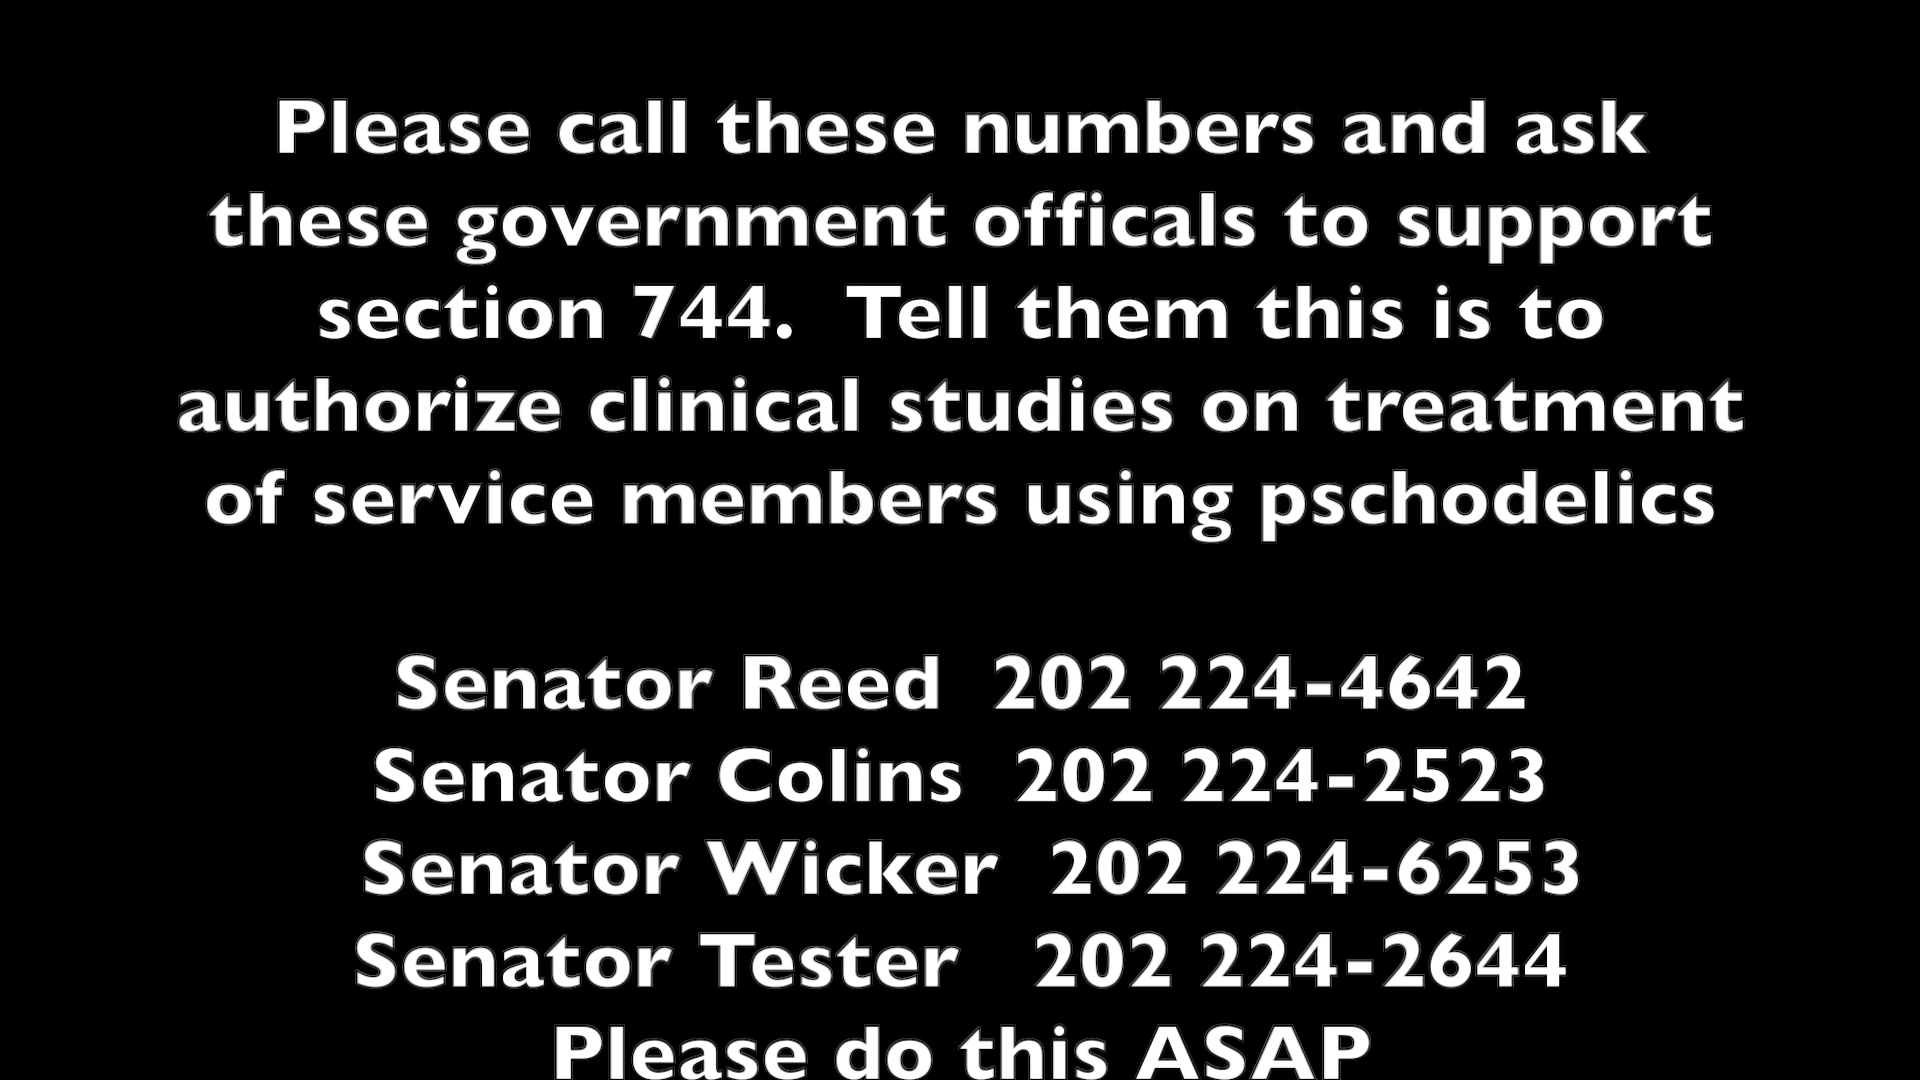 Please call these numbers and ask
these government officals to support
section 744.  Tell them this is to
authorize clinical studies on treatment
of service members using pschodelics
Senator Reed  202 224-4642
Senator Colins  202 224-2523
Senator Wicker  202 224-6253
Senator Tester  202 224-2644
Please do this ASAP